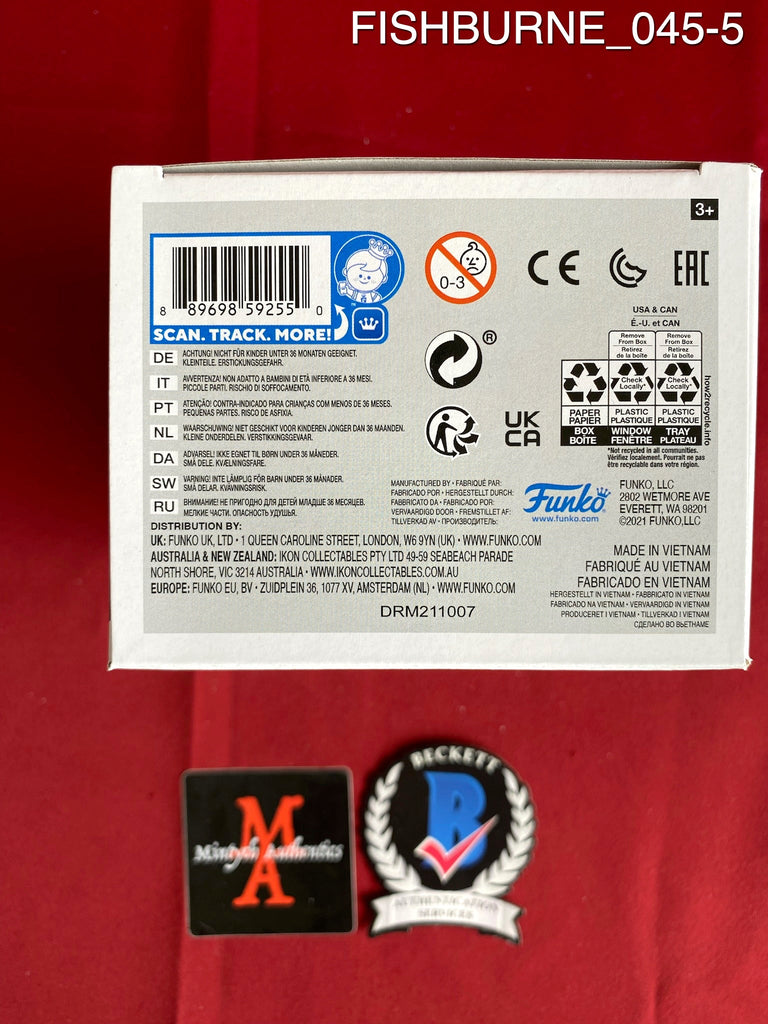 FISHBURNE_045-5
3+
8 89698 59255 0
™
SCAN. TRACK. MORE!
0-3
CE
EAC
®
UK
CA
USA & CAN
É.-U. et CAN
Remove From Box
Retirez de la boîte
Remove From Box
Retirez de la boîte
Check Locally*
Check Locally*
PAPER PAPIER
PLASTIC PLASTIQUE
PLASTIC PLASTIQUE
BOX BOÎTE
WINDOW FENÊTRE
TRAY PLATEAU
how2recycle.info
*Not recycled in all communities.
Vérifiez localement. Pourrait ne pas
être recyclable dans votre région.
DE ACHTUNG! NICHT FÜR KINDER UNTER 36 MONATEN GEEIGNET.
KLEINTEILE. ERSTICKUNGSGEFAHR.
IT AVVERTENZA! NON ADATTO A BAMBINI DI ETÀ INFERIORE A 36 MESI.
PICCOLE PARTI. RISCHIO DI SOFFOCAMENTO.
PT ATENÇÃO! CONTRA-INDICADO PARA CRIANÇAS COM MENOS DE 36 MESES.
PEQUENAS PARTES. RISCO DE ASFIXIA.
NL WAARSCHUWING! NIET GESCHIKT VOOR KINDEREN JONGER DAN 36 MAANDEN.
KLEINE ONDERDELEN. VERSTIKKINGSGEVAAR.
DA ADVARSEL! IKKE EGNET TIL BØRN UNDER 36 MÅNEDER.
SMÅ DELE. KVÆLNINGSFARE.
SW VARNING! INTE LÄMPLIG FÖR BARN UNDER 36 MÅNADER.
SMÅ DELAR. KVÄVNINGSRISK.
RU ВНИМАНИЕ! НЕ ПРИГОДНО ДЛЯ ДЕТЕЙ МЛАДШЕ 36 МЕСЯЦЕВ.
МЕЛКИЕ ЧАСТИ. ОПАСНОСТЬ УДУШЬЯ.
MANUFACTURED BY • FABRIQUÉ PAR:
FABRICADO POR • HERGESTELLT DURCH:
FABBRICATO DA • FABRICADO POR:
VERVAARDIGD DOOR • FREMSTILLET AF:
TILLVERKAD AV • ПРОИЗВОДИТЕЛЬ:
Funko
www.funko.com
FUNKO, LLC
2802 WETMORE AVE
EVERETT, WA 98201
©2021 FUNKO,LLC
DISTRIBUTION BY:
UK: FUNKO UK, LTD • 1 QUEEN CAROLINE STREET, LONDON, W6 9YN (UK) • WWW.FUNKO.COM
AUSTRALIA & NEW ZEALAND: IKON COLLECTABLES PTY LTD 49-59 SEABEACH PARADE
NORTH SHORE, VIC 3214 AUSTRALIA • WWW.IKONCOLLECTABLES.COM.AU
EUROPE: FUNKO EU, BV • ZUIDPLEIN 36, 1077 XV, AMSTERDAM (NL) • WWW.FUNKO.COM
DRM211007
MADE IN VIETNAM
FABRIQUÉ AU VIETNAM
FABRICADO EN VIETNAM
HERGESTELLT IN VIETNAM • FABBRICATO IN VIETNAM
FABRICADO NA VIETNAM • VERVAARDIGD IN VIETNAM
PRODUCERET I VIETNAM • TILLVERKAD I VIETNAM
СДЕЛАНО ВО ВЬЕТНАМЕ
MA
Mintych Authentics
BECKETT
B
AUTHENTICATION
SERVICES